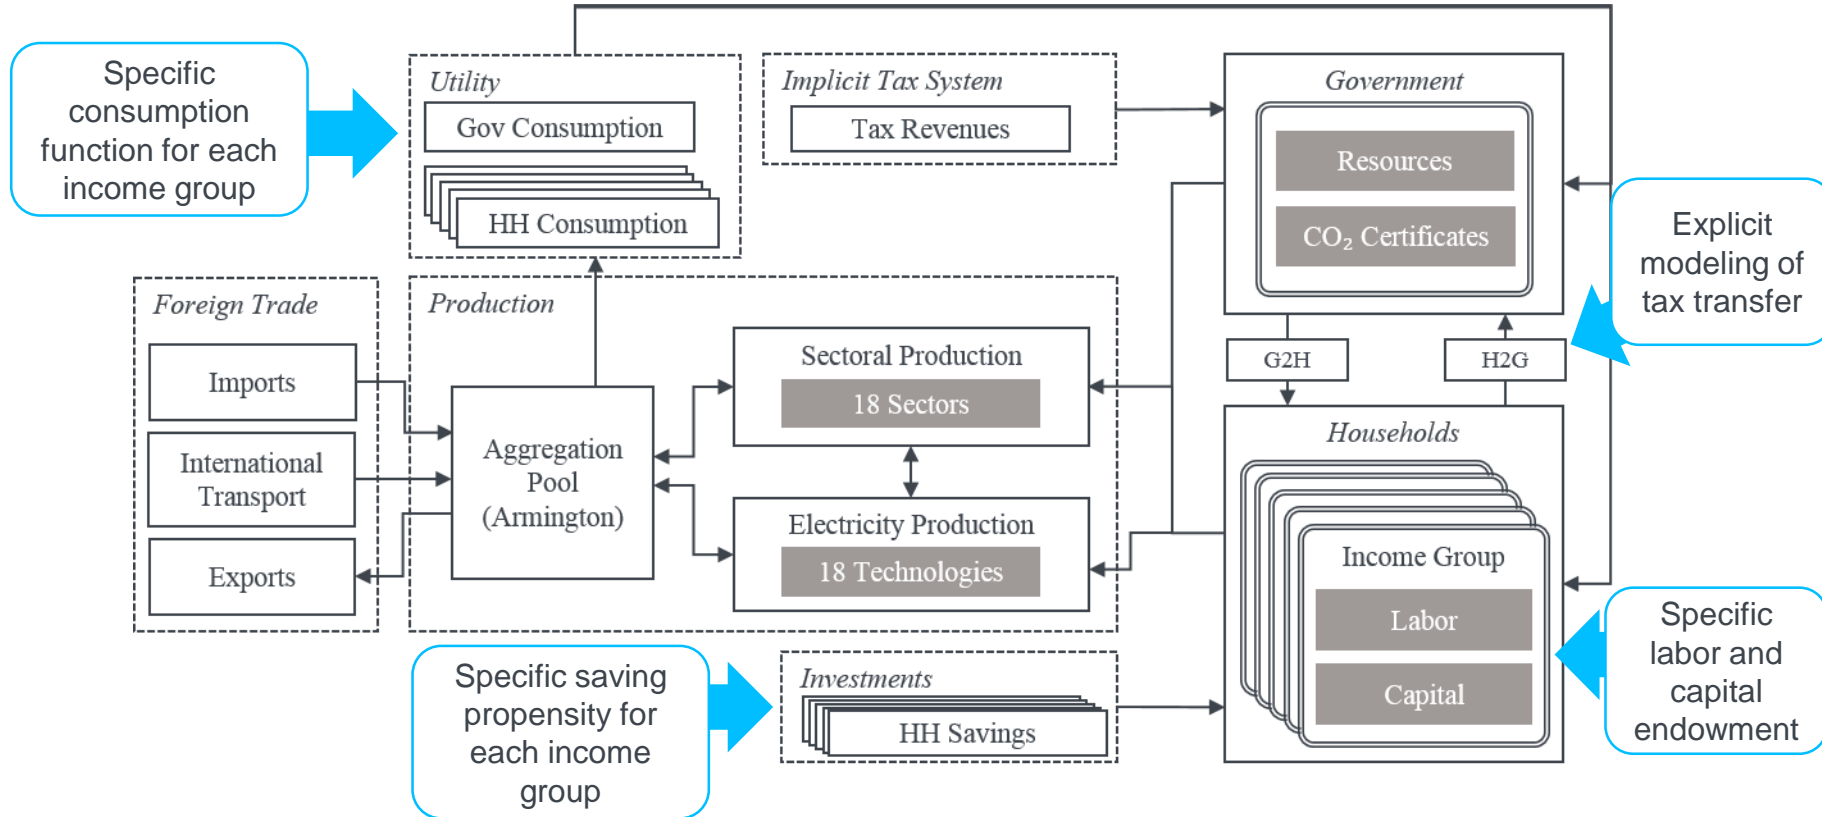 Specific
consumption
function for each
income group
Utility
Gov Consumption
HH Consumption
Implicit Tax System
Tax Revenues
Government
Resources
CO₂ Certificates
Explicit
modeling of
tax transfer
Foreign Trade
Imports
International
Transport
Exports
Production
Aggregation
Pool
(Armington)
Sectoral Production
18 Sectors
Electricity Production
18 Technologies
G2H
H2G
Households
Income Group
Labor
Capital
Specific
labor and
capital
endowment
Specific saving
propensity for
each income
group
Investments
HH Savings